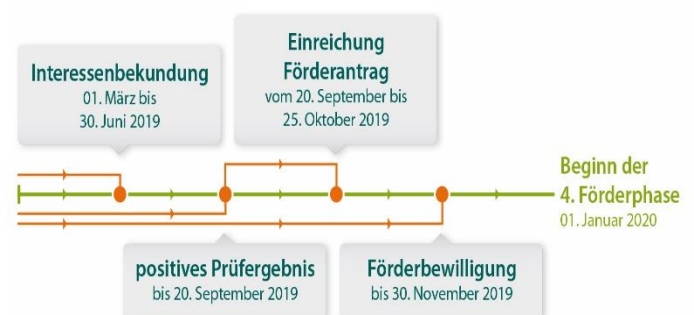 Interessenbekundung
01. März bis
30. Juni 2019
Einreichung
Förderantrag
vom 20. September bis
25. Oktober 2019
Beginn der
4. Förderphase
01. Januar 2020
positives Prüfergebnis
bis 20. September 2019
Förderbewilligung
bis 30. November 2019